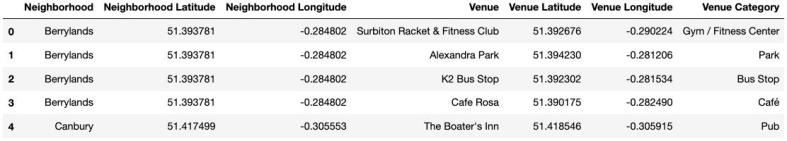 Neighborhood Neighborhood Latitude Neighborhood Longitude Venue Venue Latitude Venue Longitude Venue Category
0 Berrylands 51.393781 -0.284802 Surbiton Racket & Fitness Club 51.392676 -0.290224 Gym / Fitness Center
1 Berrylands 51.393781 -0.284802 Alexandra Park 51.394230 -0.281206 Park
2 Berrylands 51.393781 -0.284802 K2 Bus Stop 51.392302 -0.281534 Bus Stop
3 Berrylands 51.393781 -0.284802 Cafe Rosa 51.390175 -0.282490 Café
4 Canbury 51.417499 -0.305553 The Boater's Inn 51.418546 -0.305915 Pub